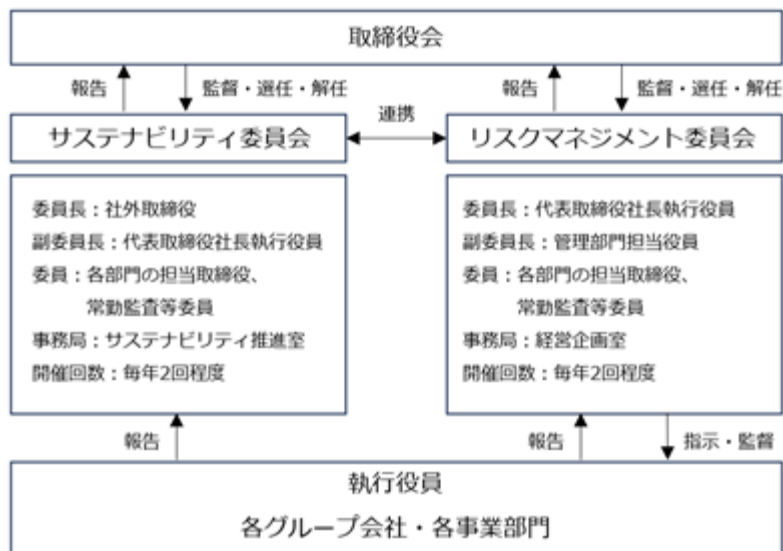 取締役会
報告
監督・選任・解任
報告
監督・選任・解任
サステナビリティ委員会
連携
リスクマネジメント委員会
委員長：社外取締役
副委員長：代表取締役社長執行役員
委員：各部門の担当取締役、
常勤監査等委員
事務局：サステナビリティ推進室
開催回数：毎年2回程度
委員長：代表取締役社長執行役員
副委員長：管理部門担当役員
委員：各部門の担当取締役、
常勤監査等委員
事務局：経営企画室
開催回数：毎年2回程度
報告
報告
指示・監督
執行役員
各グループ会社・各事業部門